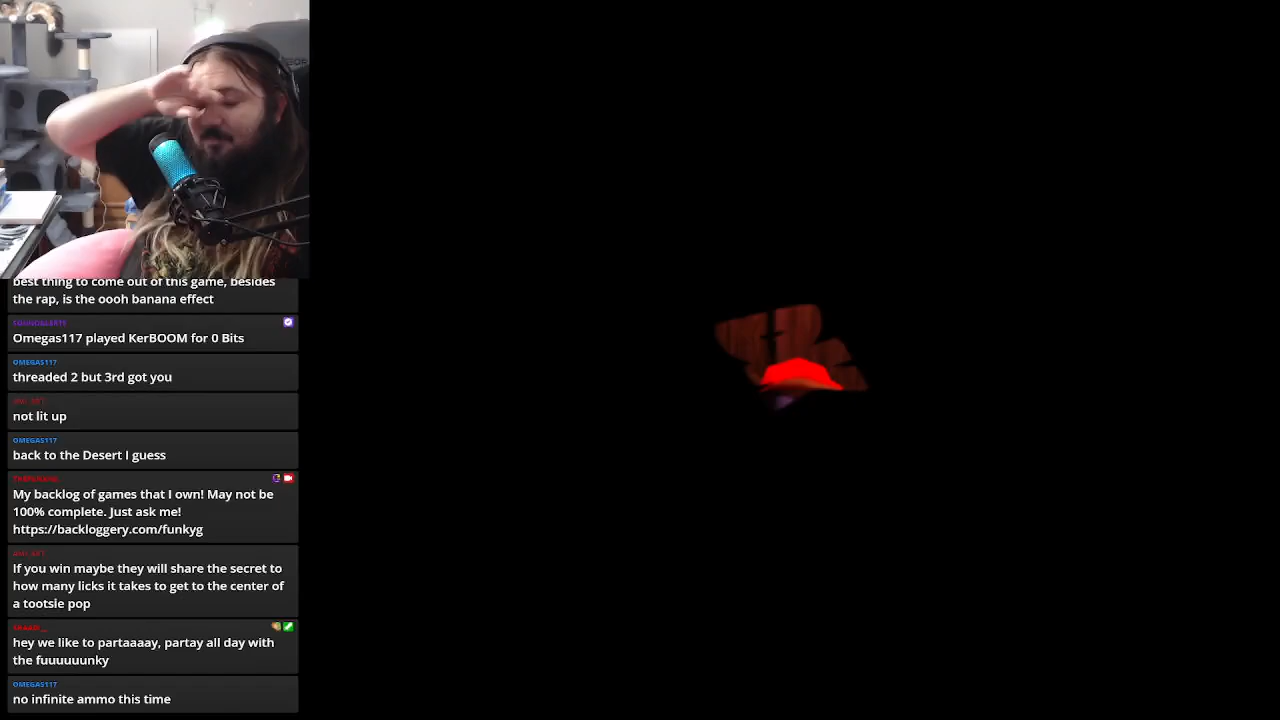 best thing to come out of this game, besides
the rap, is the oooh banana effect
Omegas117 played KerBOOM for 0 Bits
OMEGAS117
threaded 2 but 3rd got you
not lit up
OMEGAS117
back to the Desert I guess
My backlog of games that I own! May not be
100% complete. Just ask me!
https://backloggery.com/funkyg
If you win maybe they will share the secret to
how many licks it takes to get to the center of
a tootsie pop
hey we like to partaaaay, partay all day with
the fuuuuuunky
OMEGAS117
no infinite ammo this time